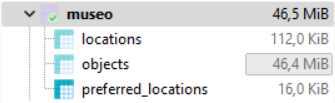 museo 46,5 MiB
locations 112,0 KiB
objects 46,4 MiB
preferred_locations 16,0 KiB